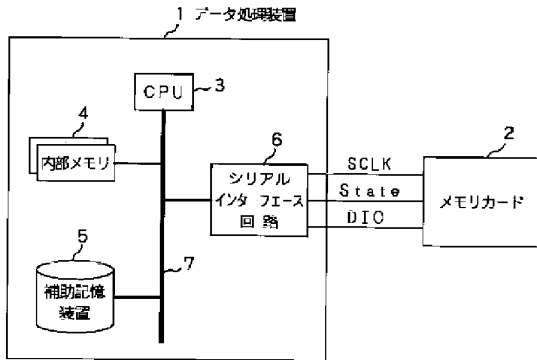 1 データ処理装置
CPU
3
4
内部メモリ
6
シリアル
インターフェース
回路
SCLK
State
DIO
2
メモリカード
5
補助記憶
装置
7